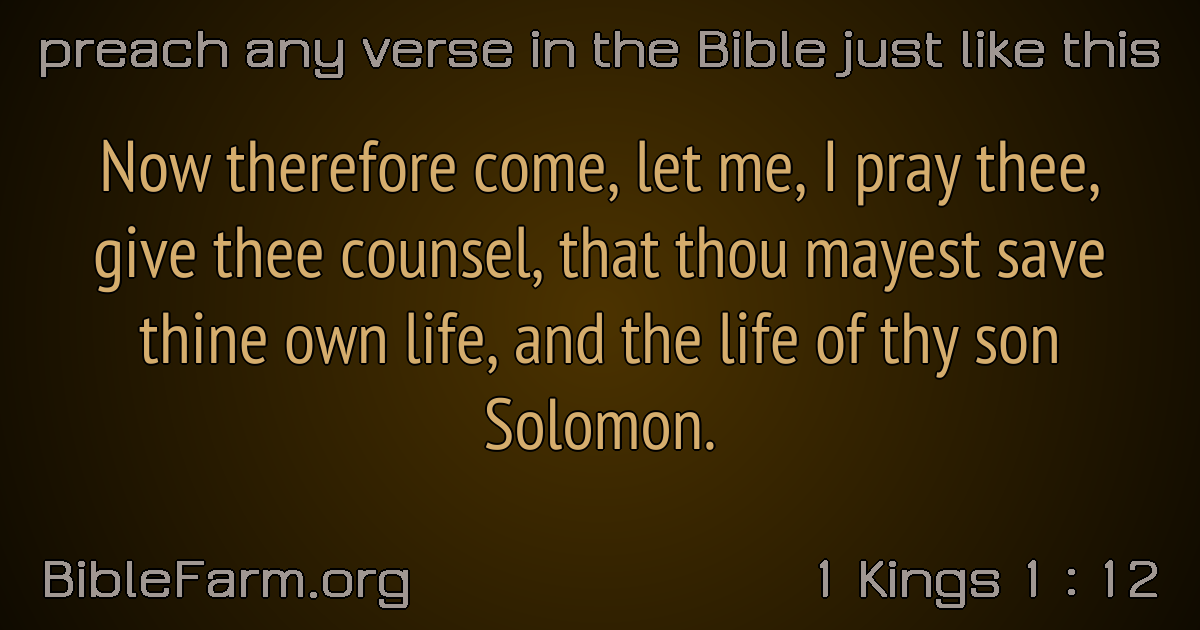 preach any verse in the Bible just like this
Now therefore come, let me, I pray thee,
give thee counsel, that thou mayest save
thine own life, and the life of thy son
Solomon.
BibleFarm.org
1 Kings 1 : 12